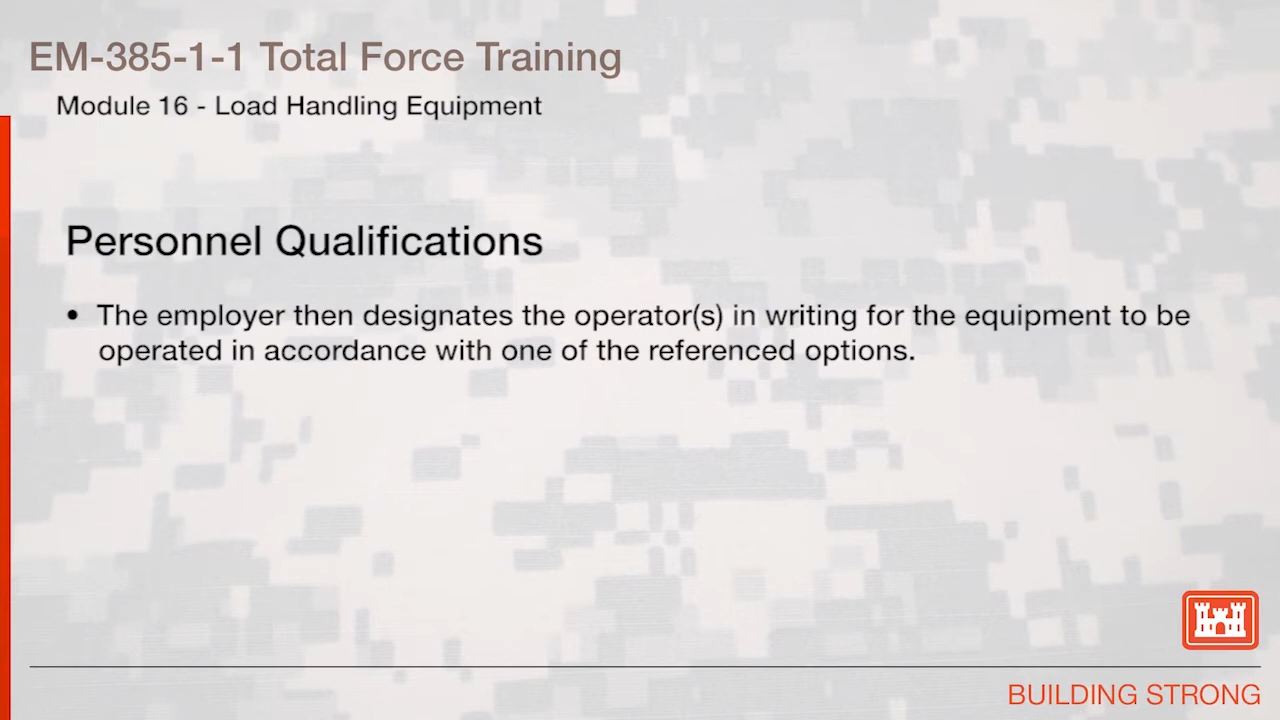 EM-385-1-1 Total Force Training
Module 16 - Load Handling Equipment
Personnel Qualifications
• The employer then designates the operator(s) in writing for the equipment to be
operated in accordance with one of the referenced options.
BUILDING STRONG